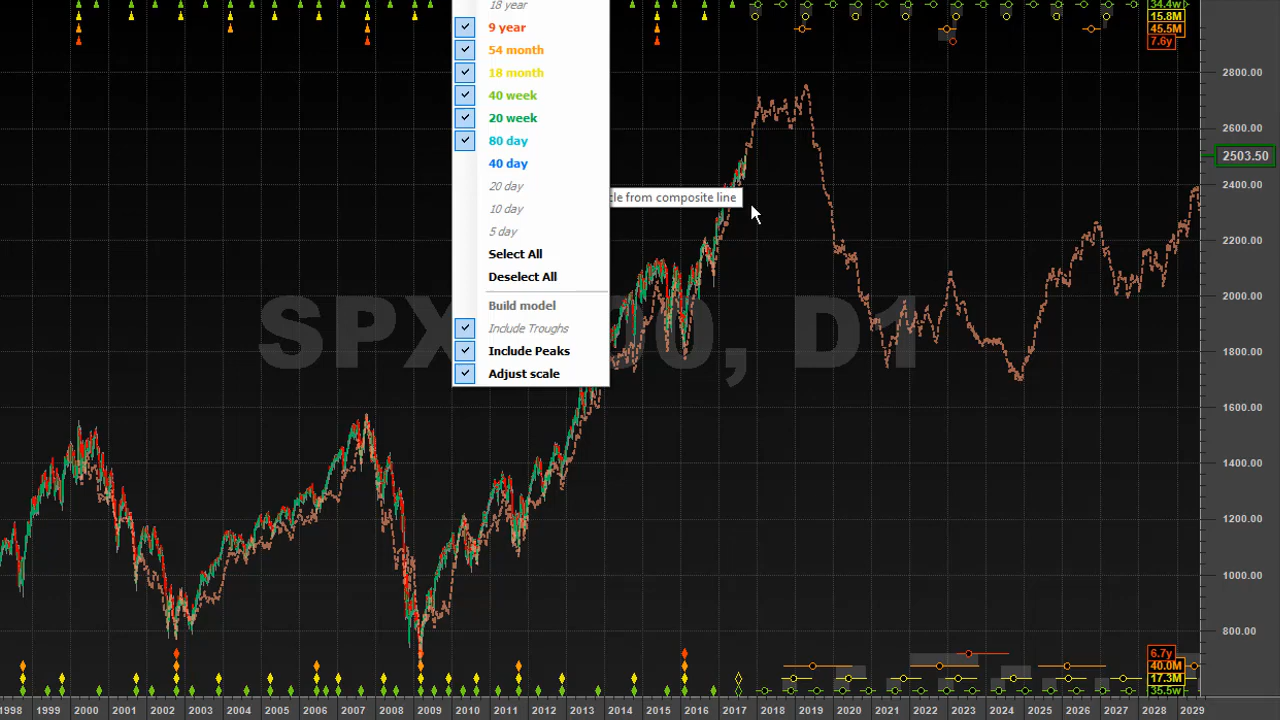 18 year
9 year
54 month
18 month
40 week
20 week
80 day
40 day
20 day
10 day
5 day
Select All
Deselect All
Build model
Include Troughs
Include Peaks
Adjust scale
cle from composite line
SPX500, D1
34.4w
15.8M
45.5M
7.6y
2800.00
2600.00
2503.50
2400.00
2200.00
2000.00
1800.00
1600.00
1400.00
1200.00
1000.00
800.00
6.7y
40.0M
17.3M
35.5w
1998 1999 2000 2001 2002 2003 2004 2005 2006 2007 2008 2009 2010 2011 2012 2013 2014 2015 2016 2017 2018 2019 2020 2021 2022 2023 2024 2025 2026 2027 2028 2029